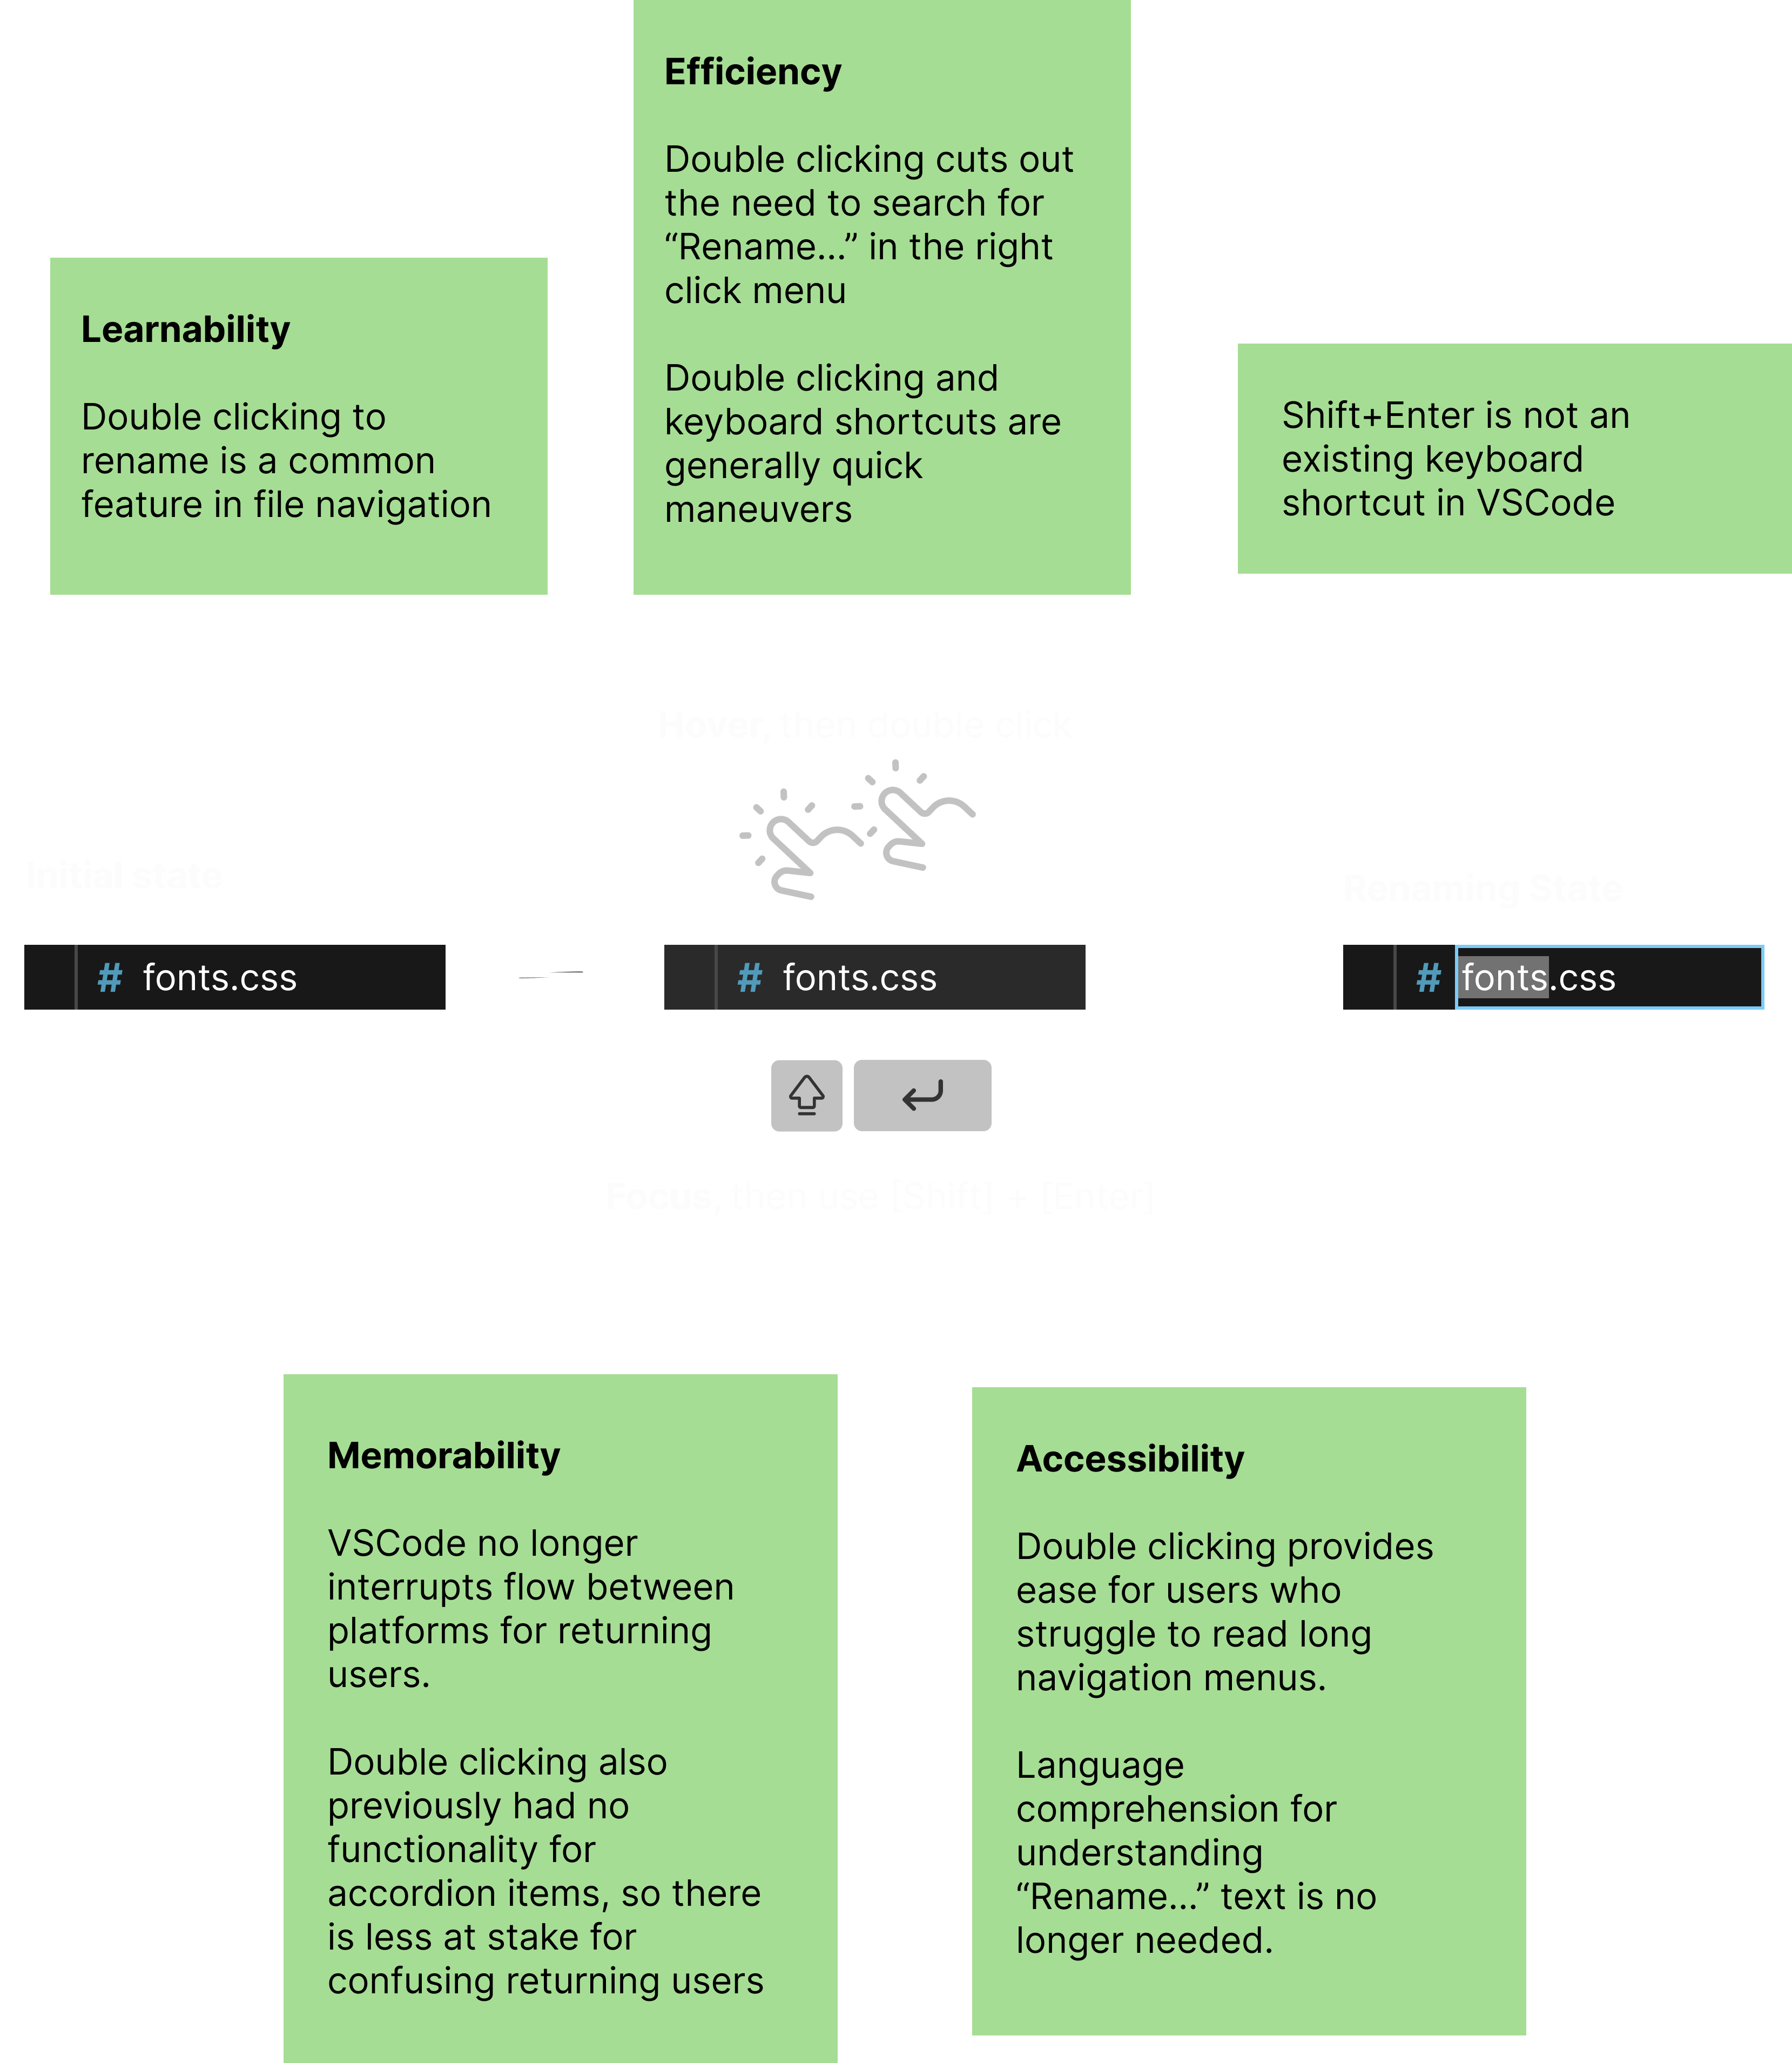 Efficiency
Double clicking cuts out
the need to search for
“Rename...” in the right
click menu
Double clicking and
keyboard shortcuts are
generally quick
maneuvers
Learnability
Double clicking to
rename is a common
feature in file navigation
Shift+Enter is not an
existing keyboard
shortcut in VSCode
Hover, then double click
Initial state
Renaming State
# fonts.css
# fonts.css
# fonts.css
Focus, then use [Shift] + [Enter]
Memorability
VSCode no longer
interrupts flow between
platforms for returning
users.
Double clicking also
previously had no
functionality for
accordion items, so there
is less at stake for
confusing returning users
Accessibility
Double clicking provides
ease for users who
struggle to read long
navigation menus.
Language
comprehension for
understanding
“Rename...” text is no
longer needed.